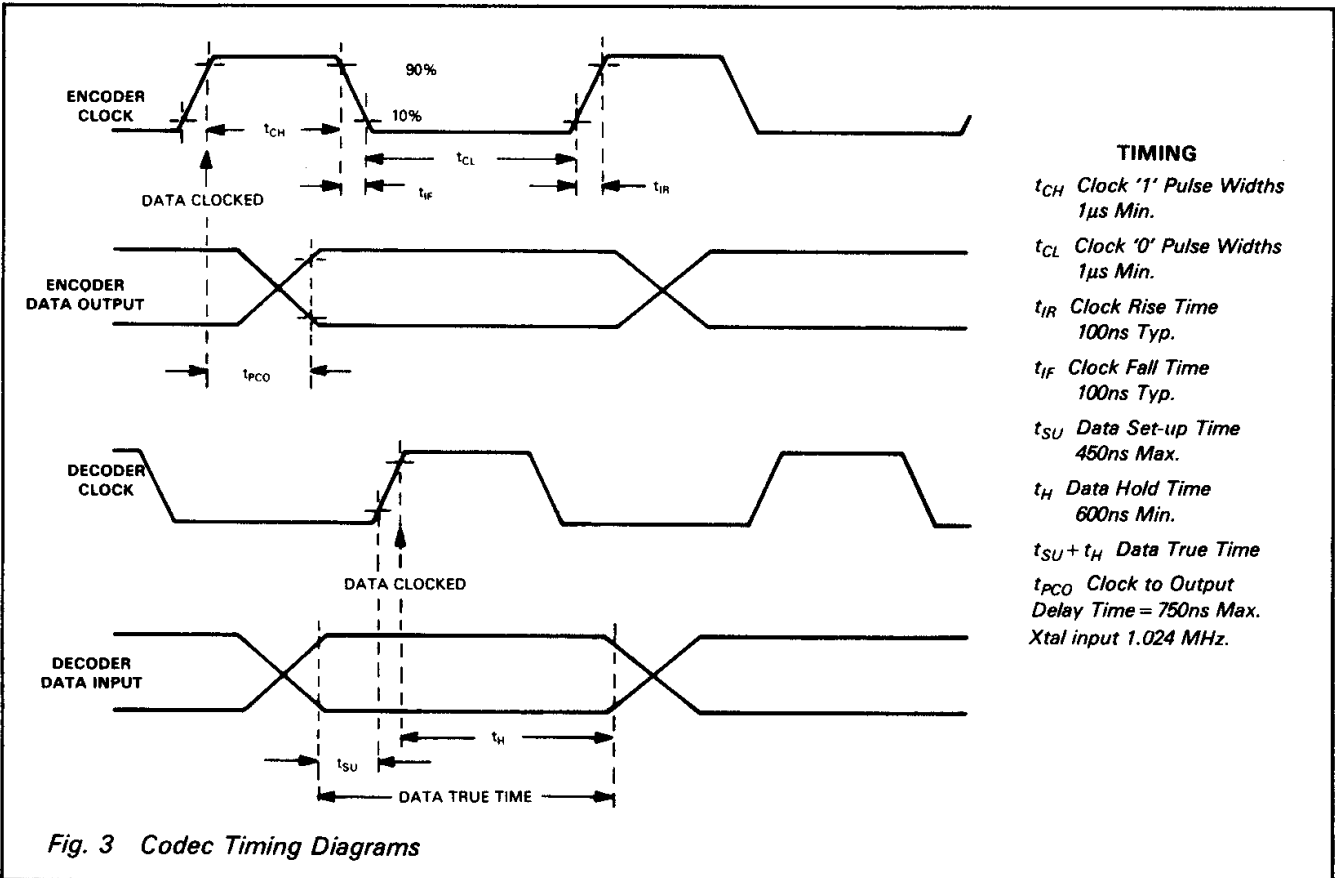 90%
ENCODER
CLOCK
10%
tCH
tCL
tIF
tIR
DATA CLOCKED
ENCODER
DATA OUTPUT
tPCO
DECODER
CLOCK
DATA CLOCKED
DECODER
DATA INPUT
tH
tSU
DATA TRUE TIME
TIMING
tCH Clock '1' Pulse Widths
1µs Min.
tCL Clock '0' Pulse Widths
1µs Min.
tIR Clock Rise Time
100ns Typ.
tIF Clock Fall Time
100ns Typ.
tSU Data Set-up Time
450ns Max.
tH Data Hold Time
600ns Min.
tSU + tH Data True Time
tPCO Clock to Output
Delay Time = 750ns Max.
Xtal input 1.024 MHz.
Fig. 3 Codec Timing Diagrams